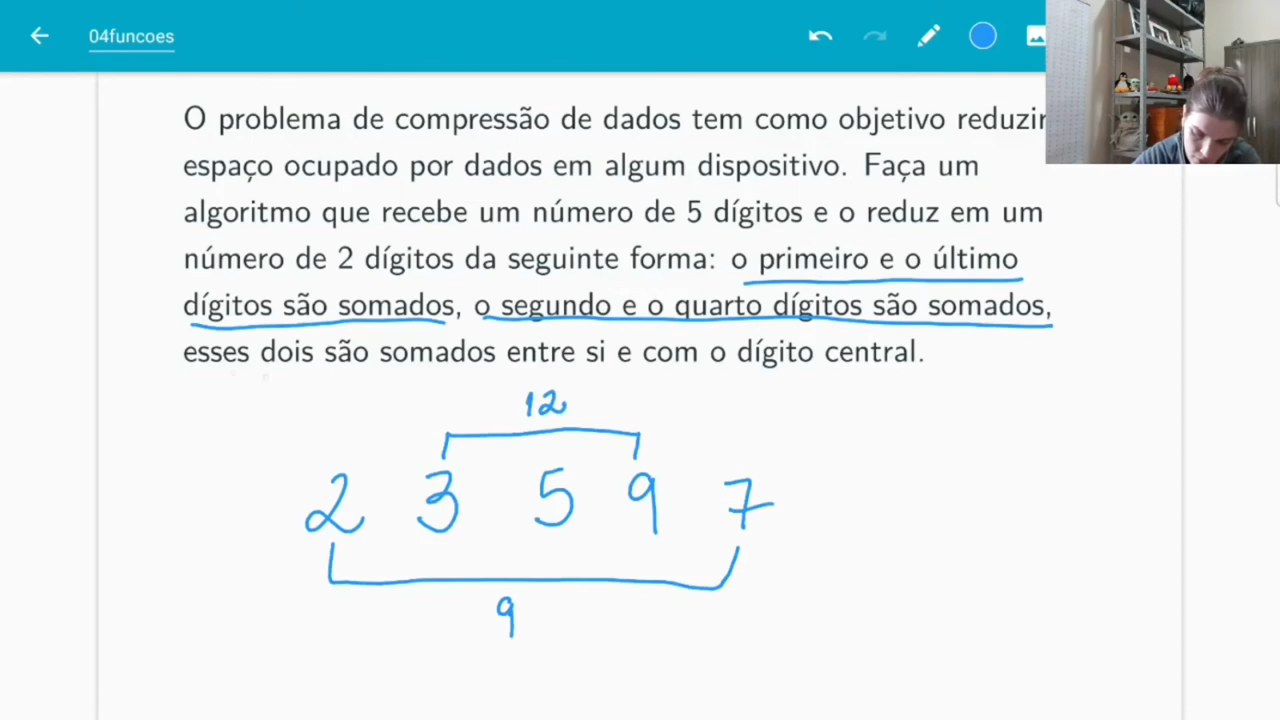 04funcoes
O problema de compressão de dados tem como objetivo reduzir
espaço ocupado por dados em algum dispositivo. Faça um
algoritmo que recebe um número de 5 dígitos e o reduz em um
número de 2 dígitos da seguinte forma: o primeiro e o último
dígitos são somados, o segundo e o quarto dígitos são somados,
esses dois são somados entre si e com o dígito central.
12
2 3 5 9 7
9